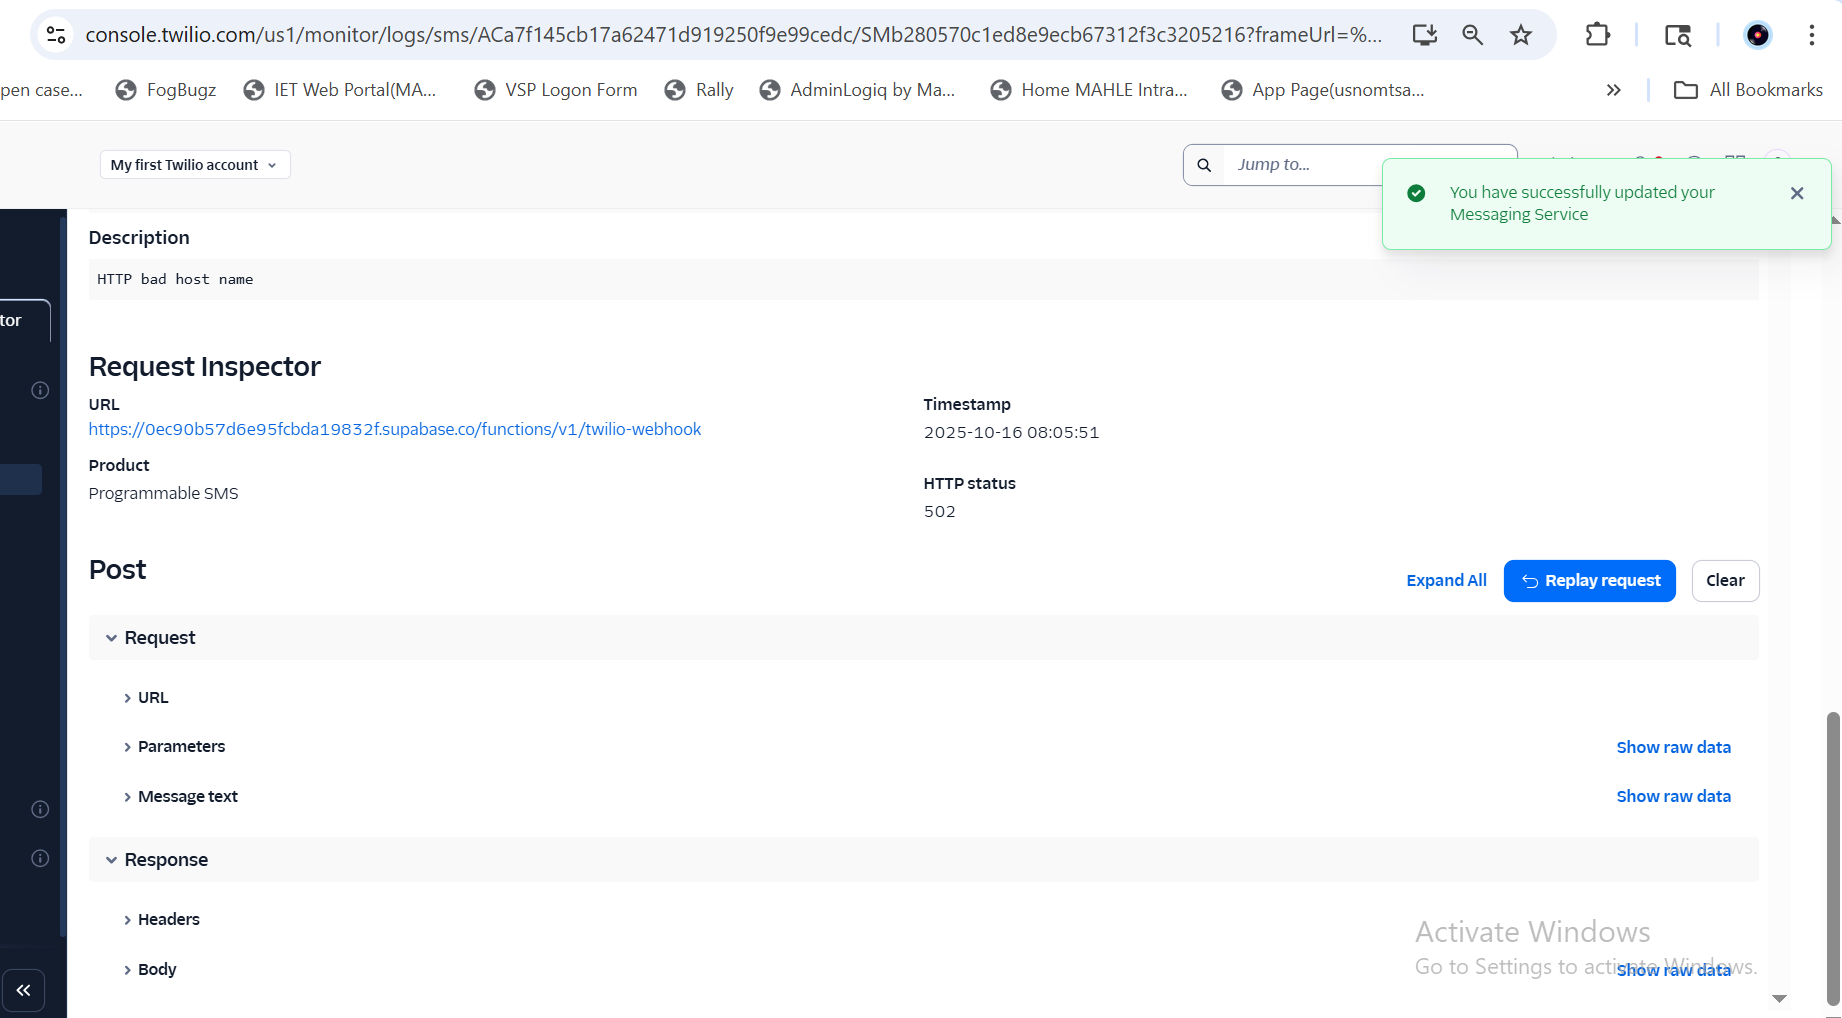 console.twilio.com/us1/monitor/logs/sms/ACa7f145cb17a62471d919250f9e99cedc/SMb280570c1ed8e9ecb67312f3c3205216?frameUrl=%...
pen case...
FogBugz
IET Web Portal(MA...
VSP Logon Form
Rally
AdminLogiq by Ma...
Home MAHLE Intra...
App Page(usnomtsa...
All Bookmarks
My first Twilio account
Jump to...
You have successfully updated your
Messaging Service
Description
HTTP bad host name
tor
Request Inspector
URL
https://0ec90b57d6e95fcbda19832f.supabase.co/functions/v1/twilio-webhook
Timestamp
2025-10-16 08:05:51
Product
Programmable SMS
HTTP status
502
Post
Expand All
Replay request
Clear
Request
URL
Parameters
Show raw data
Message text
Show raw data
Response
Headers
Body
Show raw data
Activate Windows
Go to Settings to activate Windows.